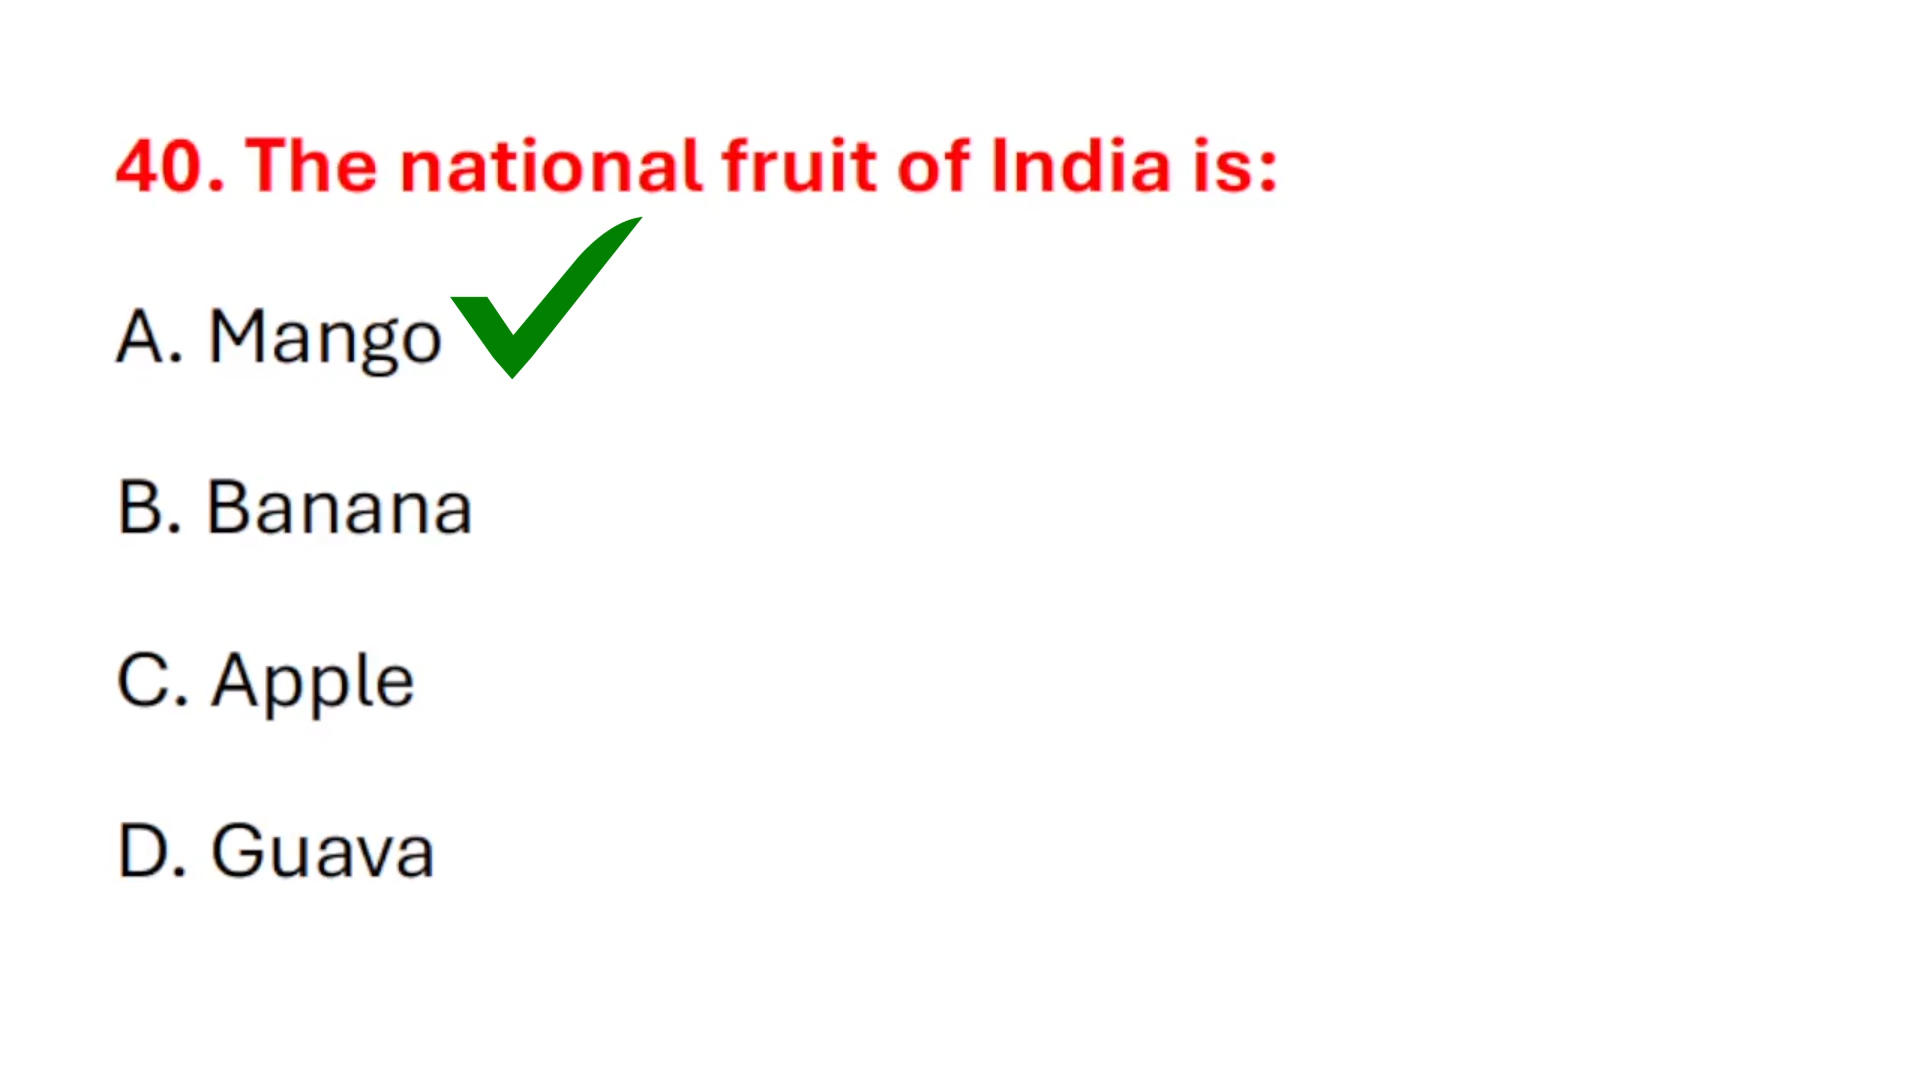 40. The national fruit of India is:
A. Mango
B. Banana
C. Apple
D. Guava